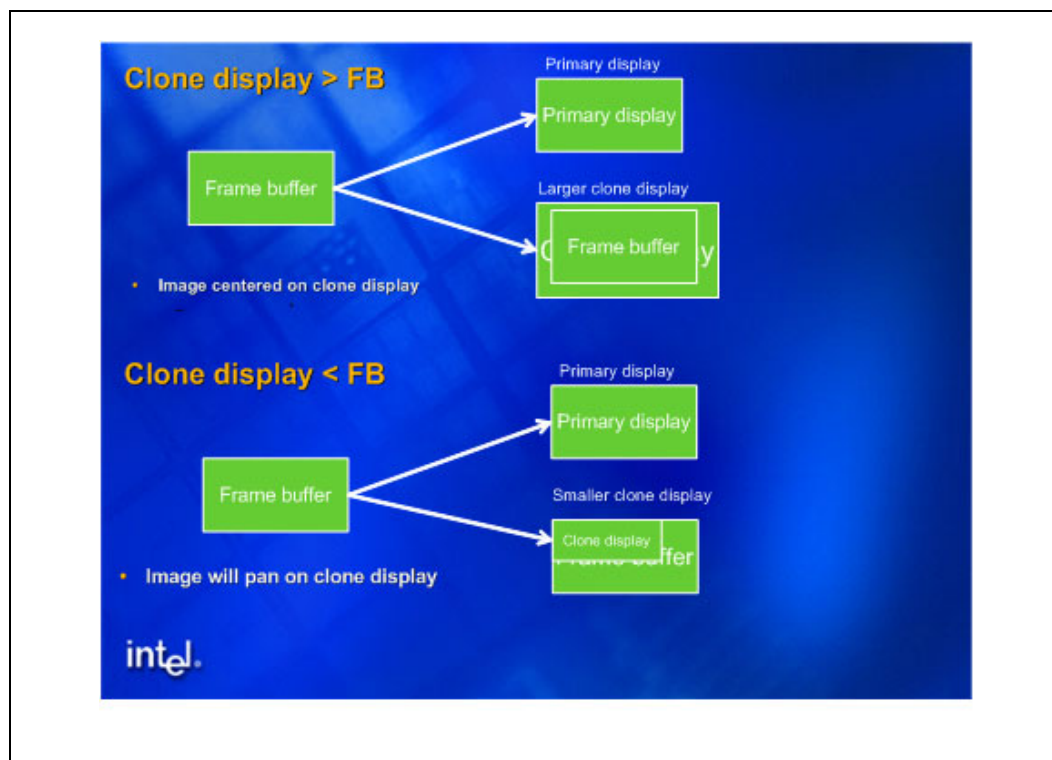 Clone display > FB
Primary display
Primary display
Frame buffer
Larger clone display
Frame buffer
• Image centered on clone display
Clone display < FB
Primary display
Primary display
Frame buffer
Smaller clone display
Clone display
• Image will pan on clone display
intel.